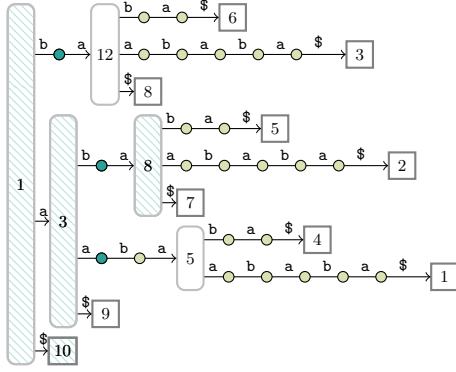 b a $ 6
b a 12 a b a b a $ 3
$ 8
b a $ 5
1 b a 8 a b a b a $ 2
$ 7
a 3
b a $ 4
a b a 5
a b a b a $ 1
$ 9
$ 10